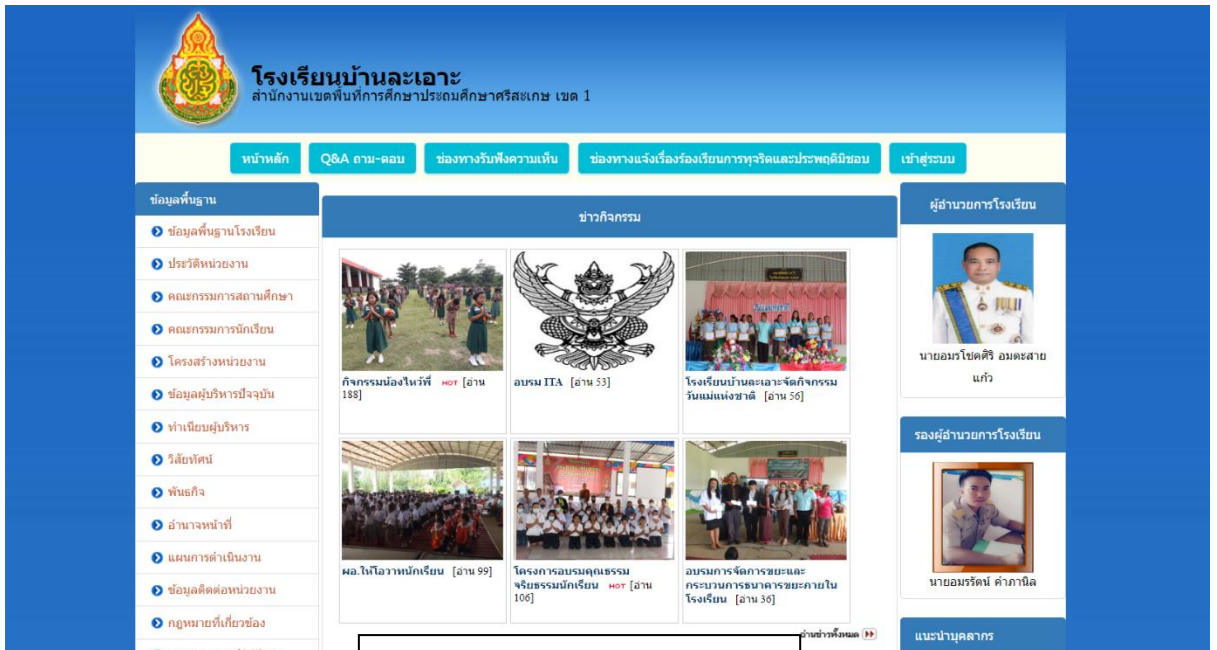 โรงเรียนบ้านละเอาะ
สำนักงานเขตพื้นที่การศึกษาประถมศึกษาศรีสะเกษ เขต 1
หน้าหลัก
Q&A ถาม-ตอบ
ช่องทางรับฟังความเห็น
ช่องทางแจ้งเรื่องร้องเรียนการทุจริตและประพฤติมิชอบ
เข้าสู่ระบบ
ข้อมูลพื้นฐาน
ข้อมูลพื้นฐานโรงเรียน
ประวัติหน่วยงาน
คณะกรรมการสถานศึกษา
คณะกรรมการนักเรียน
โครงสร้างหน่วยงาน
ข้อมูลผู้บริหารปัจจุบัน
ทำเนียบผู้บริหาร
วิสัยทัศน์
พันธกิจ
อำนาจหน้าที่
แผนการดำเนินงาน
ข้อมูลติดต่อหน่วยงาน
กฎหมายที่เกี่ยวข้อง
ข่าวกิจกรรม
กิจกรรมน้องไหว้พี่ HOT [อ่าน
188]
อบรม ITA [อ่าน 53]
โรงเรียนบ้านละเอาะจัดกิจกรรม
วันแม่แห่งชาติ [อ่าน 56]
ผอ.ให้โอวาทนักเรียน [อ่าน 99]
โครงการอบรมคุณธรรม
จริยธรรมนักเรียน HOT [อ่าน
106]
อบรมการจัดการขยะและ
กระบวนการธนาคารขยะภายใน
โรงเรียน [อ่าน 36]
อ่านข่าวทั้งหมด
ผู้อำนวยการโรงเรียน
นายอมรโชคศิริ อมตะสาย
แก้ว
รองผู้อำนวยการโรงเรียน
นายอมรรัตน์ คำภานิล
แนะนำบุคลากร